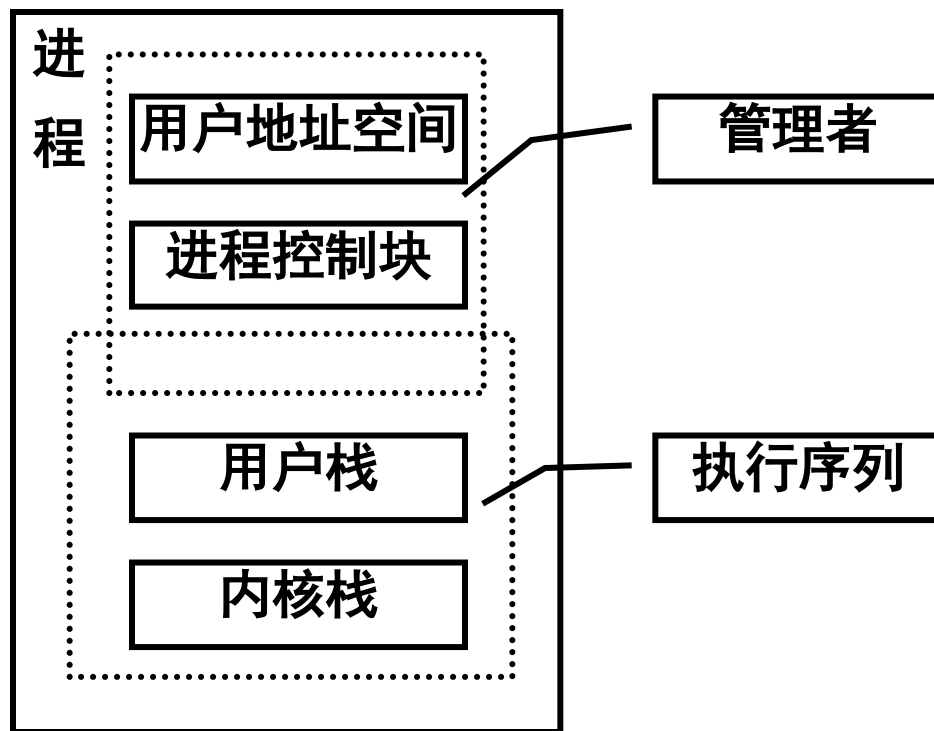 进程
用户地址空间
管理者
进程控制块
用户栈
执行序列
内核栈